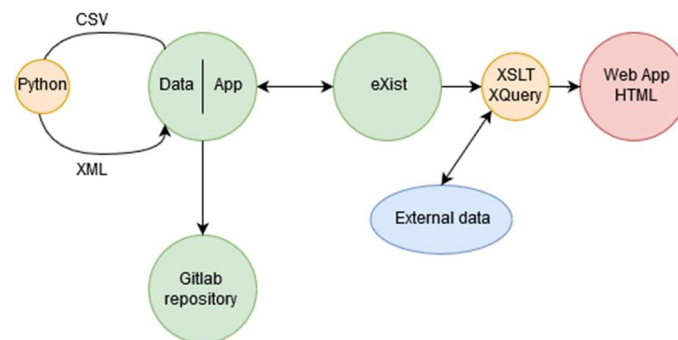 CSV
Python
XML
Data | App
eXist
XSLT
XQuery
Web App
HTML
External data
Gitlab
repository